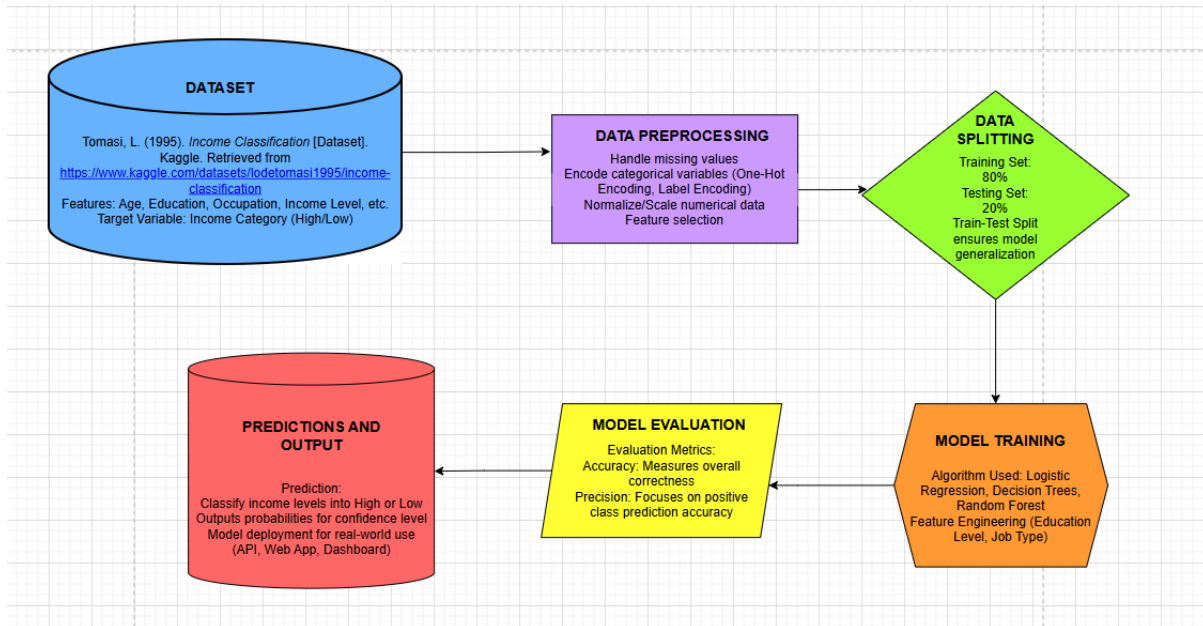 DATASET
Tomasi, L. (1995). Income Classification [Dataset].
Kaggle. Retrieved from
https://www.kaggle.com/datasets/lodetomasi1995/income-
classification
Features: Age, Education, Occupation, Income Level, etc.
Target Variable: Income Category (High/Low)
DATA PREPROCESSING
Handle missing values
Encode categorical variables (One-Hot
Encoding, Label Encoding)
Normalize/Scale numerical data
Feature selection
DATA
SPLITTING
Training Set:
80%
Testing Set:
20%
Train-Test Split
ensures model
generalization
MODEL TRAINING
Algorithm Used: Logistic
Regression, Decision Trees,
Random Forest
Feature Engineering (Education
Level, Job Type)
MODEL EVALUATION
Evaluation Metrics:
Accuracy: Measures overall
correctness
Precision: Focuses on positive
class prediction accuracy
PREDICTIONS AND
OUTPUT
Prediction:
Classify income levels into High or Low
Outputs probabilities for confidence level
Model deployment for real-world use
(API, Web App, Dashboard)